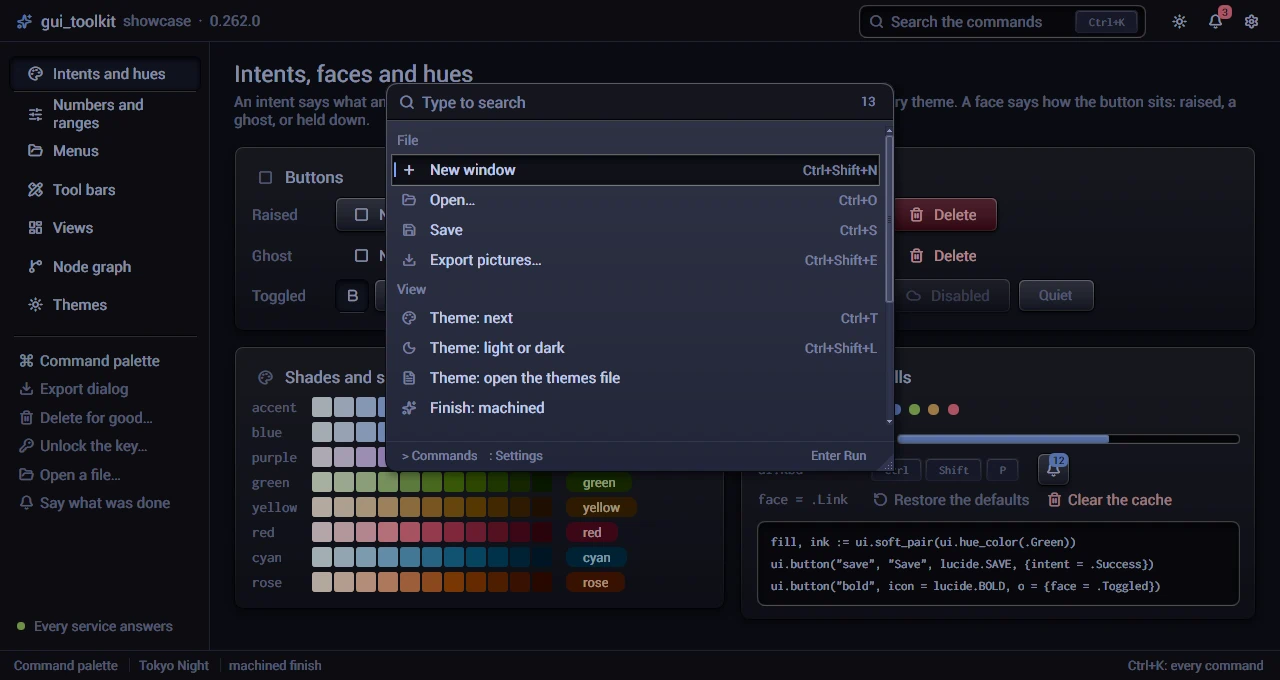 gui_toolkit showcase · 0.262.0
Search the commands Ctrl+K
3
Intents and hues
Numbers and
ranges
Menus
Tool bars
Views
Node graph
Themes
Command palette
Export dialog
Delete for good...
Unlock the key...
Open a file...
Say what was done
Every service answers
Intents, faces and hues
An intent says what an
ry theme. A face says how the button sits: raised, a
ghost, or held down.
Buttons
Raised
Delete
Ghost
Delete
Toggled B
Disabled Quiet
Type to search 13
File
New window Ctrl+Shift+N
Open... Ctrl+O
Save Ctrl+S
Export pictures... Ctrl+Shift+E
View
Theme: next Ctrl+T
Theme: light or dark Ctrl+Shift+L
Theme: open the themes file
Finish: machined
> Commands : Settings Enter Run
Shades and s
accent
blue
purple
green green
yellow yellow
red red
cyan cyan
rose rose
Shift P 12
face = .Link Restore the defaults Clear the cache
fill, ink := ui.soft_pair(ui.hue_color(.Green))
ui.button("save", "Save", lucide.SAVE, {intent = .Success})
ui.button("bold", icon = lucide.BOLD, o = {face = .Toggled})
Command palette Tokyo Night machined finish
Ctrl+K: every command